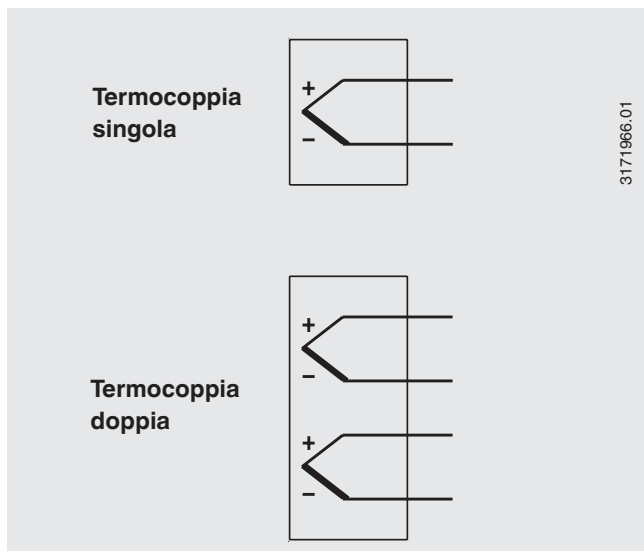 Termocoppia
singola
+
–
3171966.01
Termocoppia
doppia
+
–
+
–